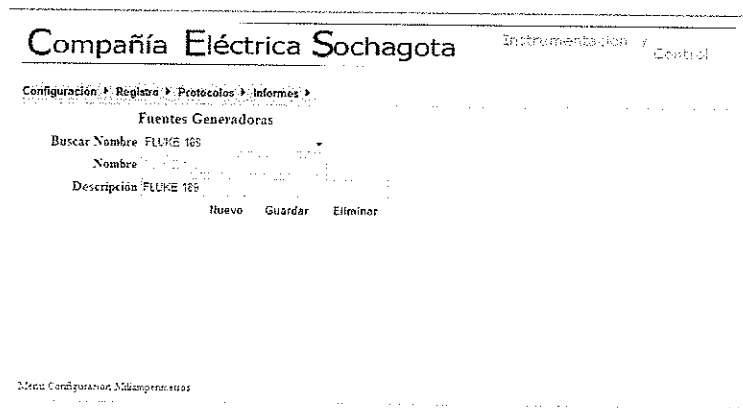 Compañía Eléctrica Sochagota
Instrumentación y Control
Configuración Registro Protocolos Informes
Fuentes Generadoras
Buscar Nombre FLUKE 189
Nombre
Descripción FLUKE 189
Nuevo Guardar Eliminar
Menu Configuracion Miliamperimetros